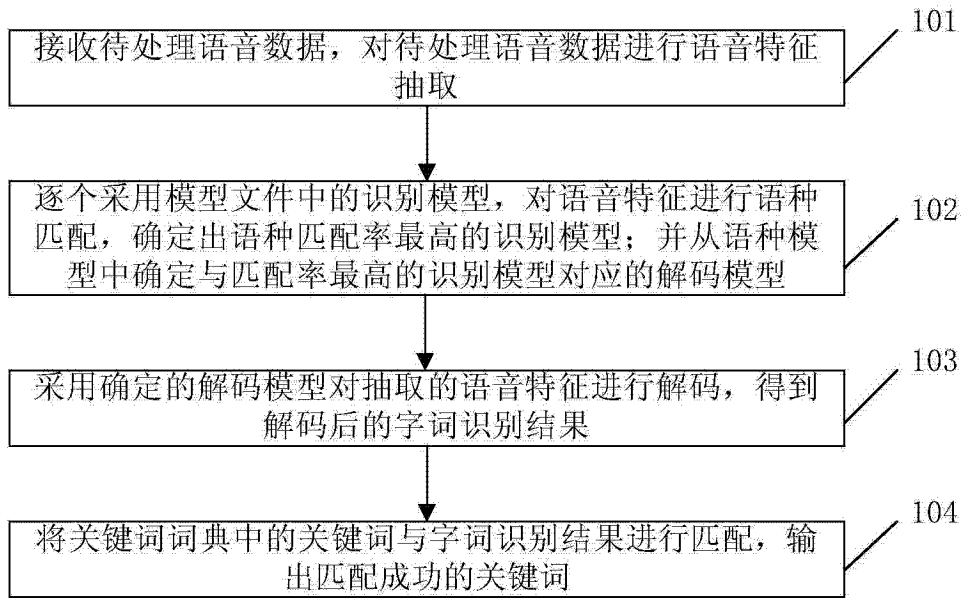 101
接收待处理语音数据，对待处理语音数据进行语音特征
抽取
102
逐个采用模型文件中的识别模型，对语音特征进行语种
匹配，确定出语种匹配率最高的识别模型；并从语种模
型中确定与匹配率最高的识别模型对应的解码模型
103
采用确定的解码模型对抽取的语音特征进行解码，得到
解码后的字词识别结果
104
将关键词词典中的关键词与字词识别结果进行匹配，输
出匹配成功的关键词